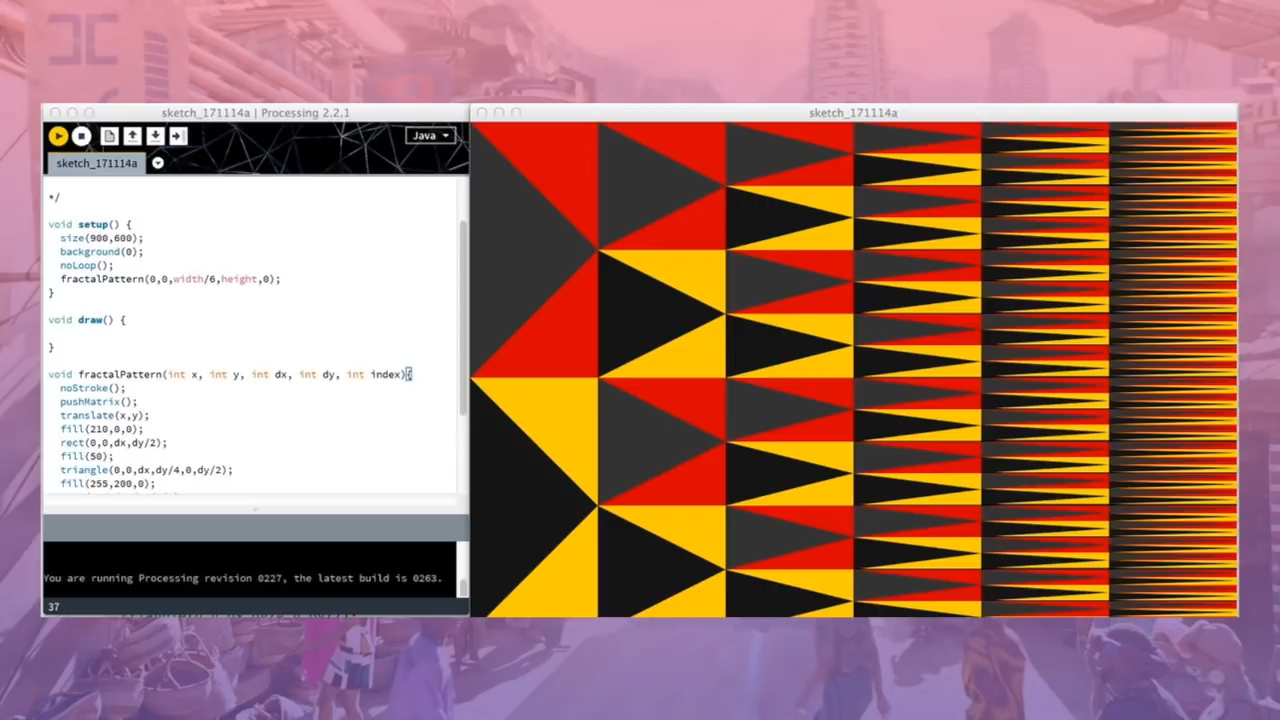 sketch_171114a | Processing 2.2.1
sketch_171114a
Java
sketch_171114a
*/
void setup() {
size(900,600);
background(0);
noLoop();
fractalPattern(0,0,width/6,height,0);
}
void draw() {
}
void fractalPattern(int x, int y, int dx, int dy, int index){
noStroke();
pushMatrix();
translate(x,y);
fill(210,0,0);
rect(0,0,dx,dy/2);
fill(50);
triangle(0,0,dx,dy/4,0,dy/2);
fill(255,200,0);
You are running Processing revision 0227, the latest build is 0263.
37